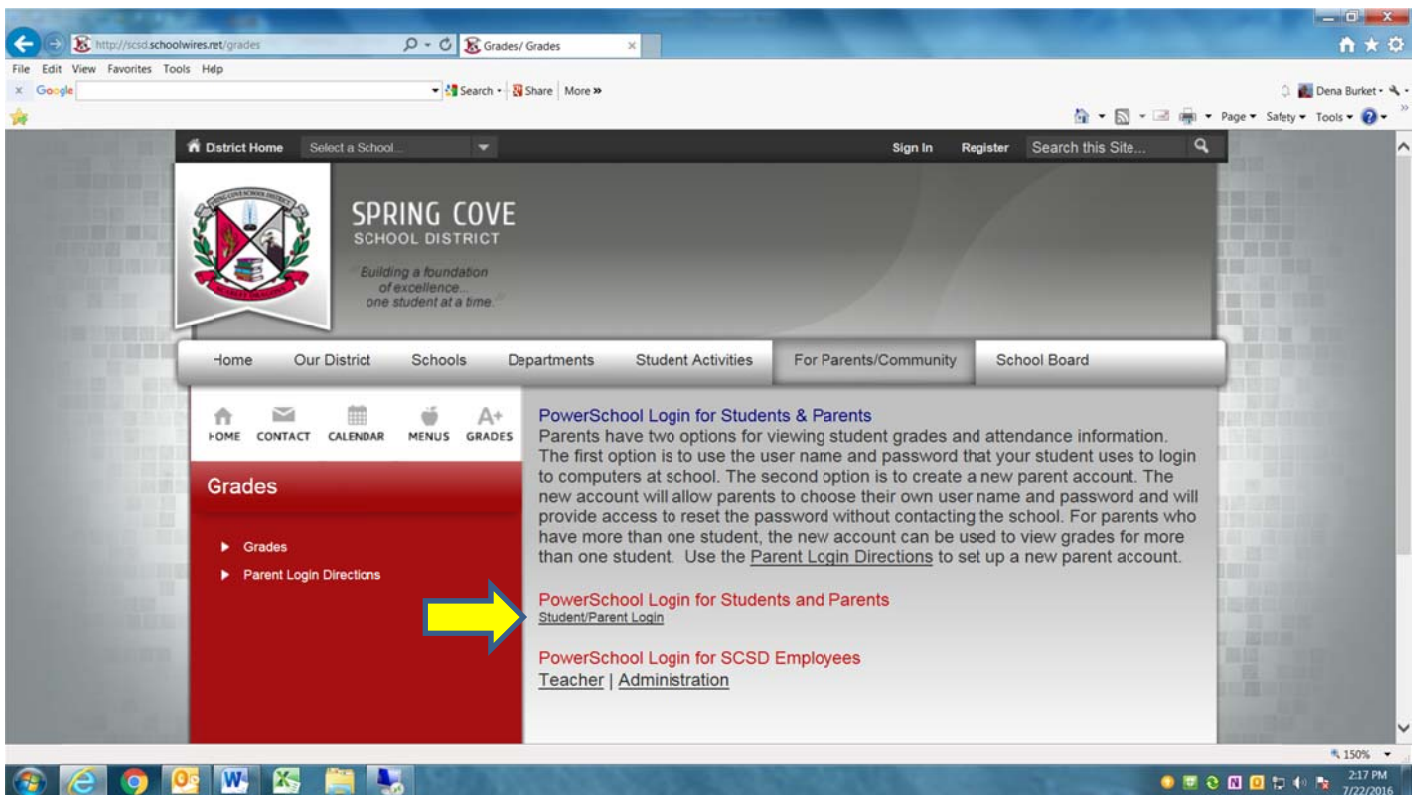 http://scsd.schoolwires.net/grades
Grades/ Grades
File Edit View Favorites Tools Help
x Google Search Share More »
Dena Burket
Page Safety Tools
District Home Select a School... Sign In Register Search this Site...
SPRING COVE
SCHOOL DISTRICT
"Building a foundation
of excellence...
one student at a time."
Home Our District Schools Departments Student Activities For Parents/Community School Board
HOME CONTACT CALENDAR MENUS A+ GRADES
Grades
Grades
Parent Login Directions
PowerSchool Login for Students & Parents
Parents have two options for viewing student grades and attendance information.
The first option is to use the user name and password that your student uses to login
to computers at school. The second option is to create a new parent account. The
new account will allow parents to choose their own user name and password and will
provide access to reset the password without contacting the school. For parents who
have more than one student, the new account can be used to view grades for more
than one student. Use the Parent Login Directions to set up a new parent account.
PowerSchool Login for Students and Parents
Student/Parent Login
PowerSchool Login for SCSD Employees
Teacher | Administration
150%
2:17 PM
7/22/2016